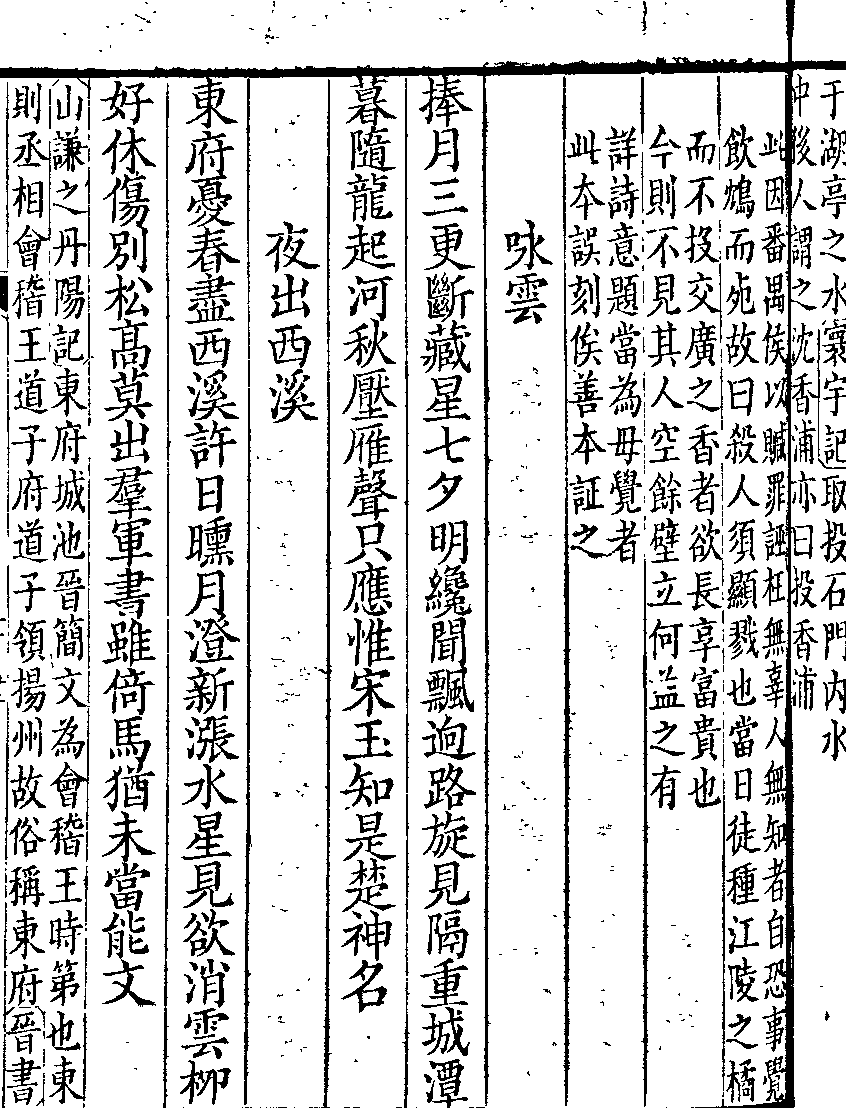 于湖亭之水寰宇記取投石門內水
中後人謂之沈香浦亦曰投香浦
此因番禺侯以贓罪誣枉無辜人無知者自恐事覺
飲鴆而死故曰殺人須顯戮也當日徒種江陵之橘
而不投交廣之香者欲長享富貴也
今則不見其人空餘壁立何益之有
詳詩意題當為毋覺者
此本誤刻俟善本証之
咏雲
捧月三更斷藏星七夕明纔聞飄迥路旋見隔重城潭
暮隨龍起河秋壓雁聲只應惟宋玉知是楚神名
夜出西溪
東府憂春盡西溪許日曛月澄新漲水星見欲消雲柳
好休傷別松高莫出羣軍書雖倚馬猶未當能文
山謙之丹陽記東府城池晉簡文為會稽王時第也東
則丞相會稽王道子府道子領揚州故俗稱東府晉書